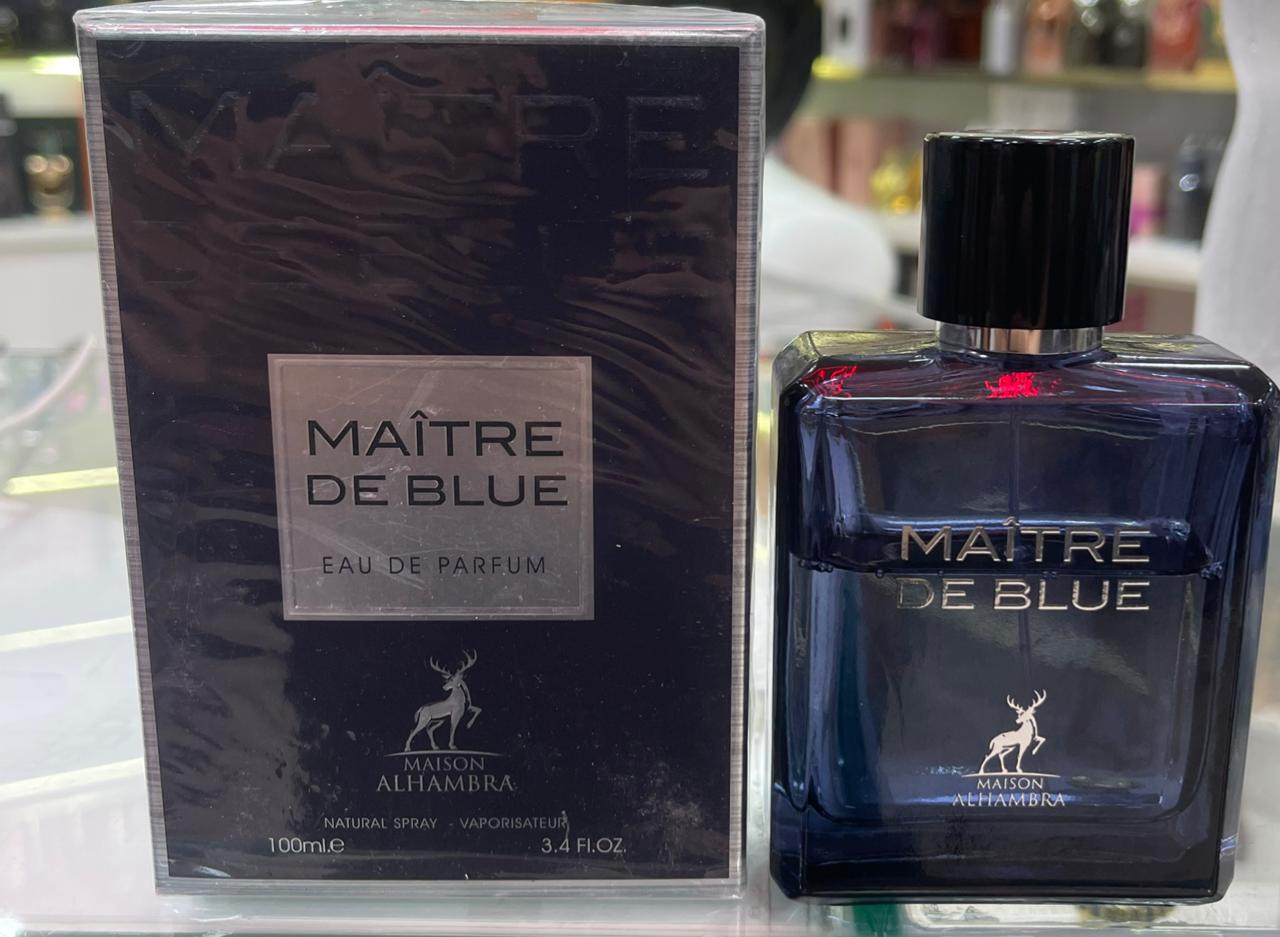 MAÎTRE
MAÎTRE
DE BLUE
EAU DE PARFUM
MAISON
ALHAMBRA
NATURAL SPRAY - VAPORISATEUR
100ml.e 3.4 Fl.OZ.
MAÎTRE
DE BLUE
MAISON
ALHAMBRA